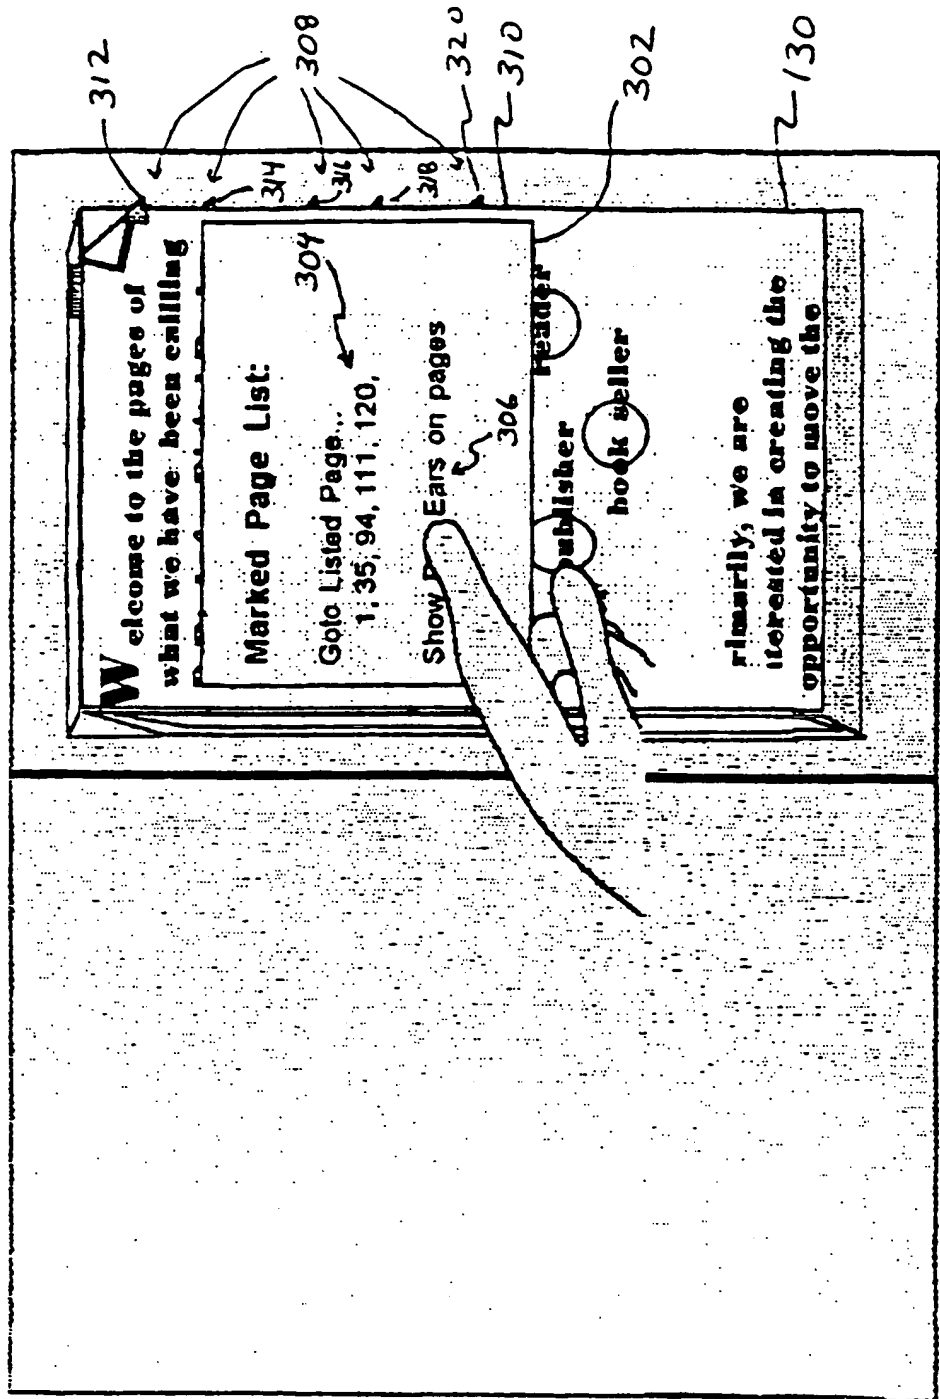 W elcome to the pages of
what we have been calling
Marked Page List:
Goto Listed Page...
1, 35, 94, 111, 120,
Show
Ears on pages
Reader
ublisher
book seller
rimarily, we are
terested in creating the
opportunity to move the
312
308
314
316
318
320
310
302
304
306
130